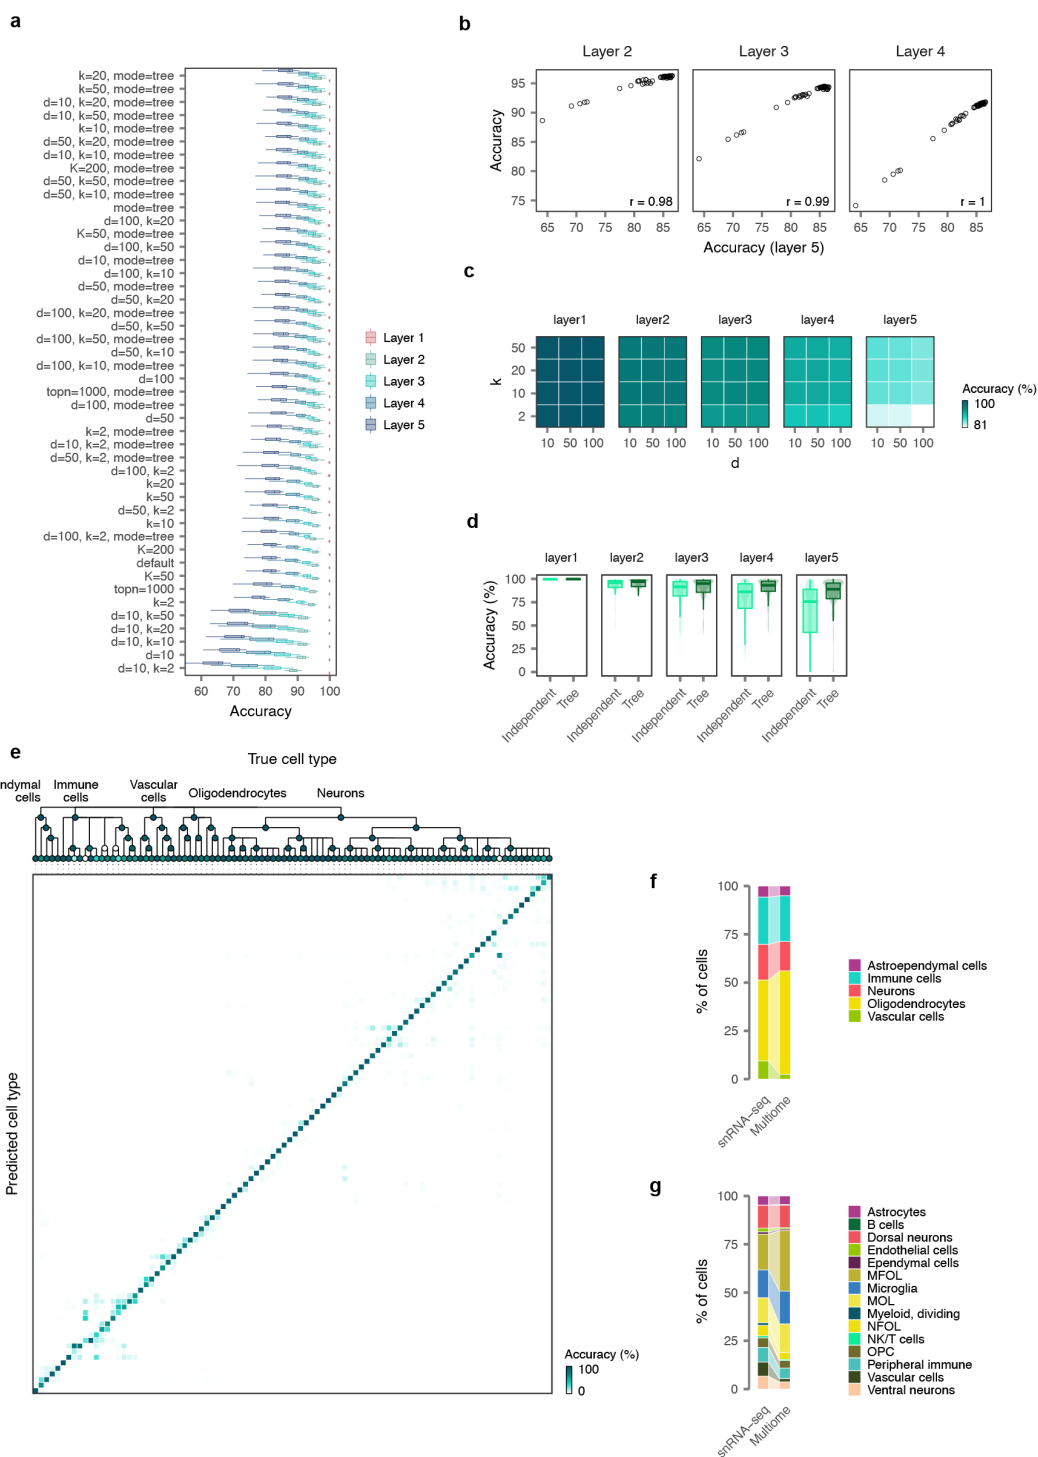 a
k=20, mode=tree
k=50, mode=tree
d=10, k=20, mode=tree
d=10, k=50, mode=tree
k=10, mode=tree
d=50, k=20, mode=tree
d=10, k=10, mode=tree
K=200, mode=tree
d=50, k=50, mode=tree
d=50, k=10, mode=tree
mode=tree
d=100, k=20
K=50, mode=tree
d=100, k=50
d=10, mode=tree
d=100, k=10
d=50, mode=tree
d=50, k=20
d=100, k=20, mode=tree
d=50, k=50
d=100, k=50, mode=tree
d=50, k=10
d=100, k=10, mode=tree
d=100
topn=1000, mode=tree
d=100, mode=tree
d=50
k=2, mode=tree
d=10, k=2, mode=tree
d=50, k=2, mode=tree
d=100, k=2
k=20
k=50
d=50, k=2
k=10
d=100, k=2, mode=tree
K=200
default
K=50
topn=1000
k=2
d=10, k=50
d=10, k=20
d=10, k=10
d=10
d=10, k=2
60 70 80 90 100
Accuracy
Layer 1
Layer 2
Layer 3
Layer 4
Layer 5
b
Layer 2 Layer 3 Layer 4
Accuracy
95
90
85
80
75
r = 0.98 r = 0.99 r = 1
65 70 75 80 85 65 70 75 80 85 65 70 75 80 85
Accuracy (layer 5)
c
layer1 layer2 layer3 layer4 layer5
k
50
20
10
2
10 50 100 10 50 100 10 50 100 10 50 100 10 50 100
d
Accuracy (%)
100
81
d
layer1 layer2 layer3 layer4 layer5
Accuracy (%)
100
75
50
25
0
Independent Tree Independent Tree Independent Tree Independent Tree Independent Tree
e
True cell type
ndymal cells
Immune cells
Vascular cells
Oligodendrocytes
Neurons
Predicted cell type
Accuracy (%)
100
0
f
% of cells
100
75
50
25
0
snRNA−seq Multiome
Astroependymal cells
Immune cells
Neurons
Oligodendrocytes
Vascular cells
g
% of cells
100
75
50
25
0
snRNA−seq Multiome
Astrocytes
B cells
Dorsal neurons
Endothelial cells
Ependymal cells
MFOL
Microglia
MOL
Myeloid, dividing
NFOL
NK/T cells
OPC
Peripheral immune
Vascular cells
Ventral neurons